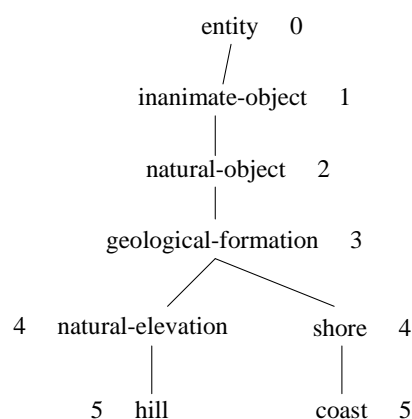 entity 0
inanimate-object 1
natural-object 2
geological-formation 3
4 natural-elevation shore 4
5 hill coast 5